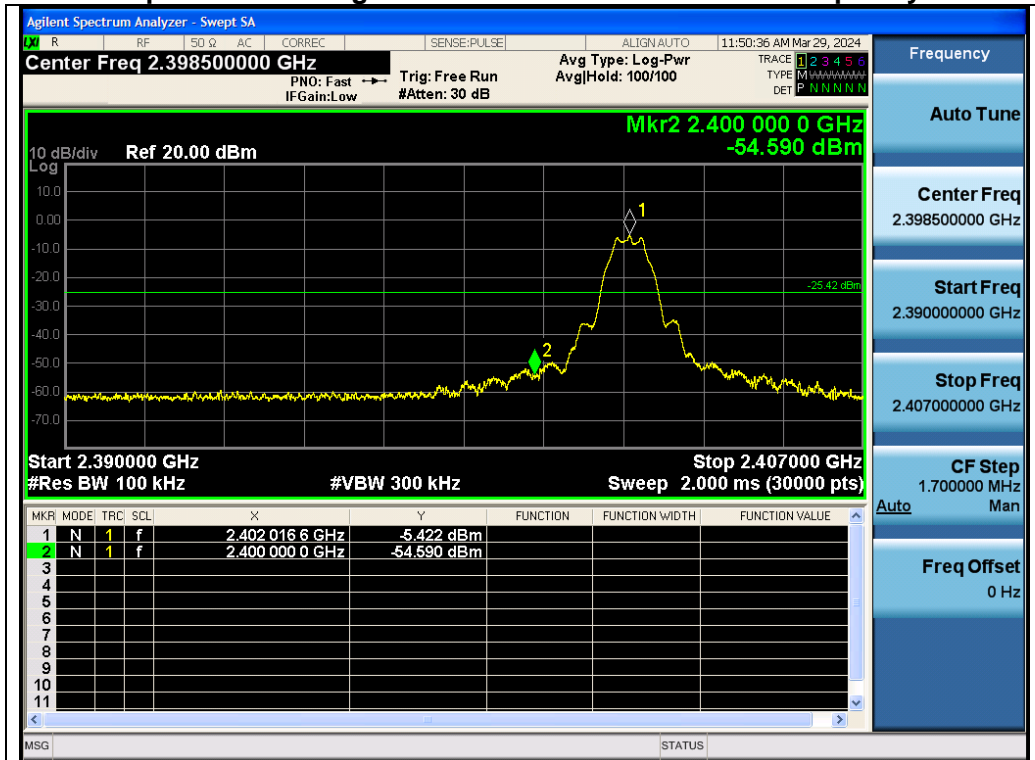 Agilent Spectrum Analyzer - Swept SA
LXI R RF 50 Ω AC CORREC SENSE:PULSE ALIGN AUTO 11:50:36 AM Mar 29, 2024
Center Freq 2.398500000 GHz
PNO: Fast
IFGain:Low
Trig: Free Run
#Atten: 30 dB
Avg Type: Log-Pwr
Avg|Hold: 100/100
TRACE 1 2 3 4 5 6
TYPE M
DET P N N N N N
Mkr2 2.400 000 0 GHz
-54.590 dBm
10 dB/div Ref 20.00 dBm
Log
10.0
0.00
-10.0
-20.0
-30.0
-40.0
-50.0
-60.0
-70.0
1
-25.42 dBm
2
Start 2.390000 GHz Stop 2.407000 GHz
#Res BW 100 kHz #VBW 300 kHz Sweep 2.000 ms (30000 pts)
MKR MODE TRC SCL X Y FUNCTION FUNCTION WIDTH FUNCTION VALUE
1 N 1 f 2.402 016 6 GHz -5.422 dBm
2 N 1 f 2.400 000 0 GHz -54.590 dBm
3
4
5
6
7
8
9
10
11
MSG STATUS
Frequency
Auto Tune
Center Freq
2.398500000 GHz
Start Freq
2.390000000 GHz
Stop Freq
2.407000000 GHz
CF Step
1.700000 MHz
Auto Man
Freq Offset
0 Hz